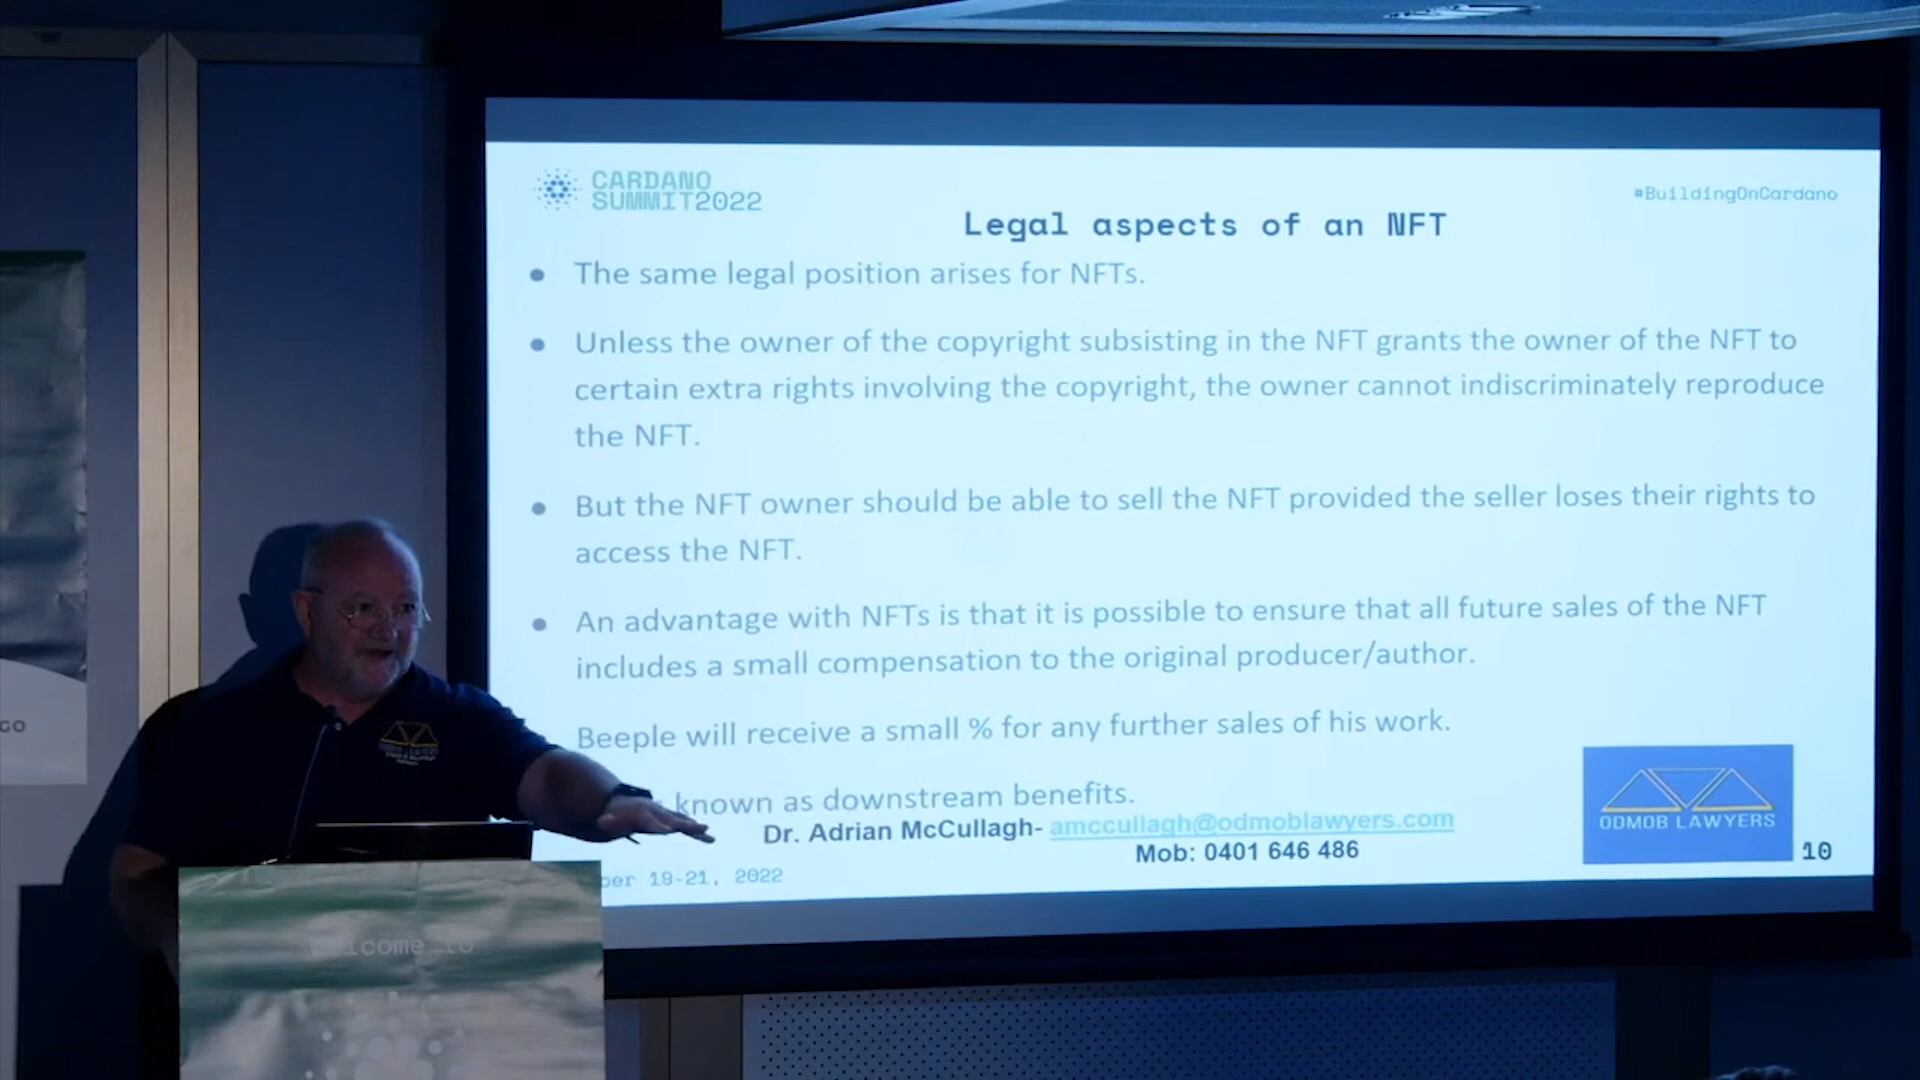 CARDANO
SUMMIT2022
#BuildingOnCardano
Legal aspects of an NFT
● The same legal position arises for NFTs.
● Unless the owner of the copyright subsisting in the NFT grants the owner of the NFT to
certain extra rights involving the copyright, the owner cannot indiscriminately reproduce
the NFT.
● But the NFT owner should be able to sell the NFT provided the seller loses their rights to
access the NFT.
● An advantage with NFTs is that it is possible to ensure that all future sales of the NFT
includes a small compensation to the original producer/author.
Beeple will receive a small % for any further sales of his work.
known as downstream benefits.
Dr. Adrian McCullagh- amccullagh@odmoblawyers.com
Mob: 0401 646 486
ODMOB LAWYERS
10
19-21, 2022
ODMOB LAWYERS